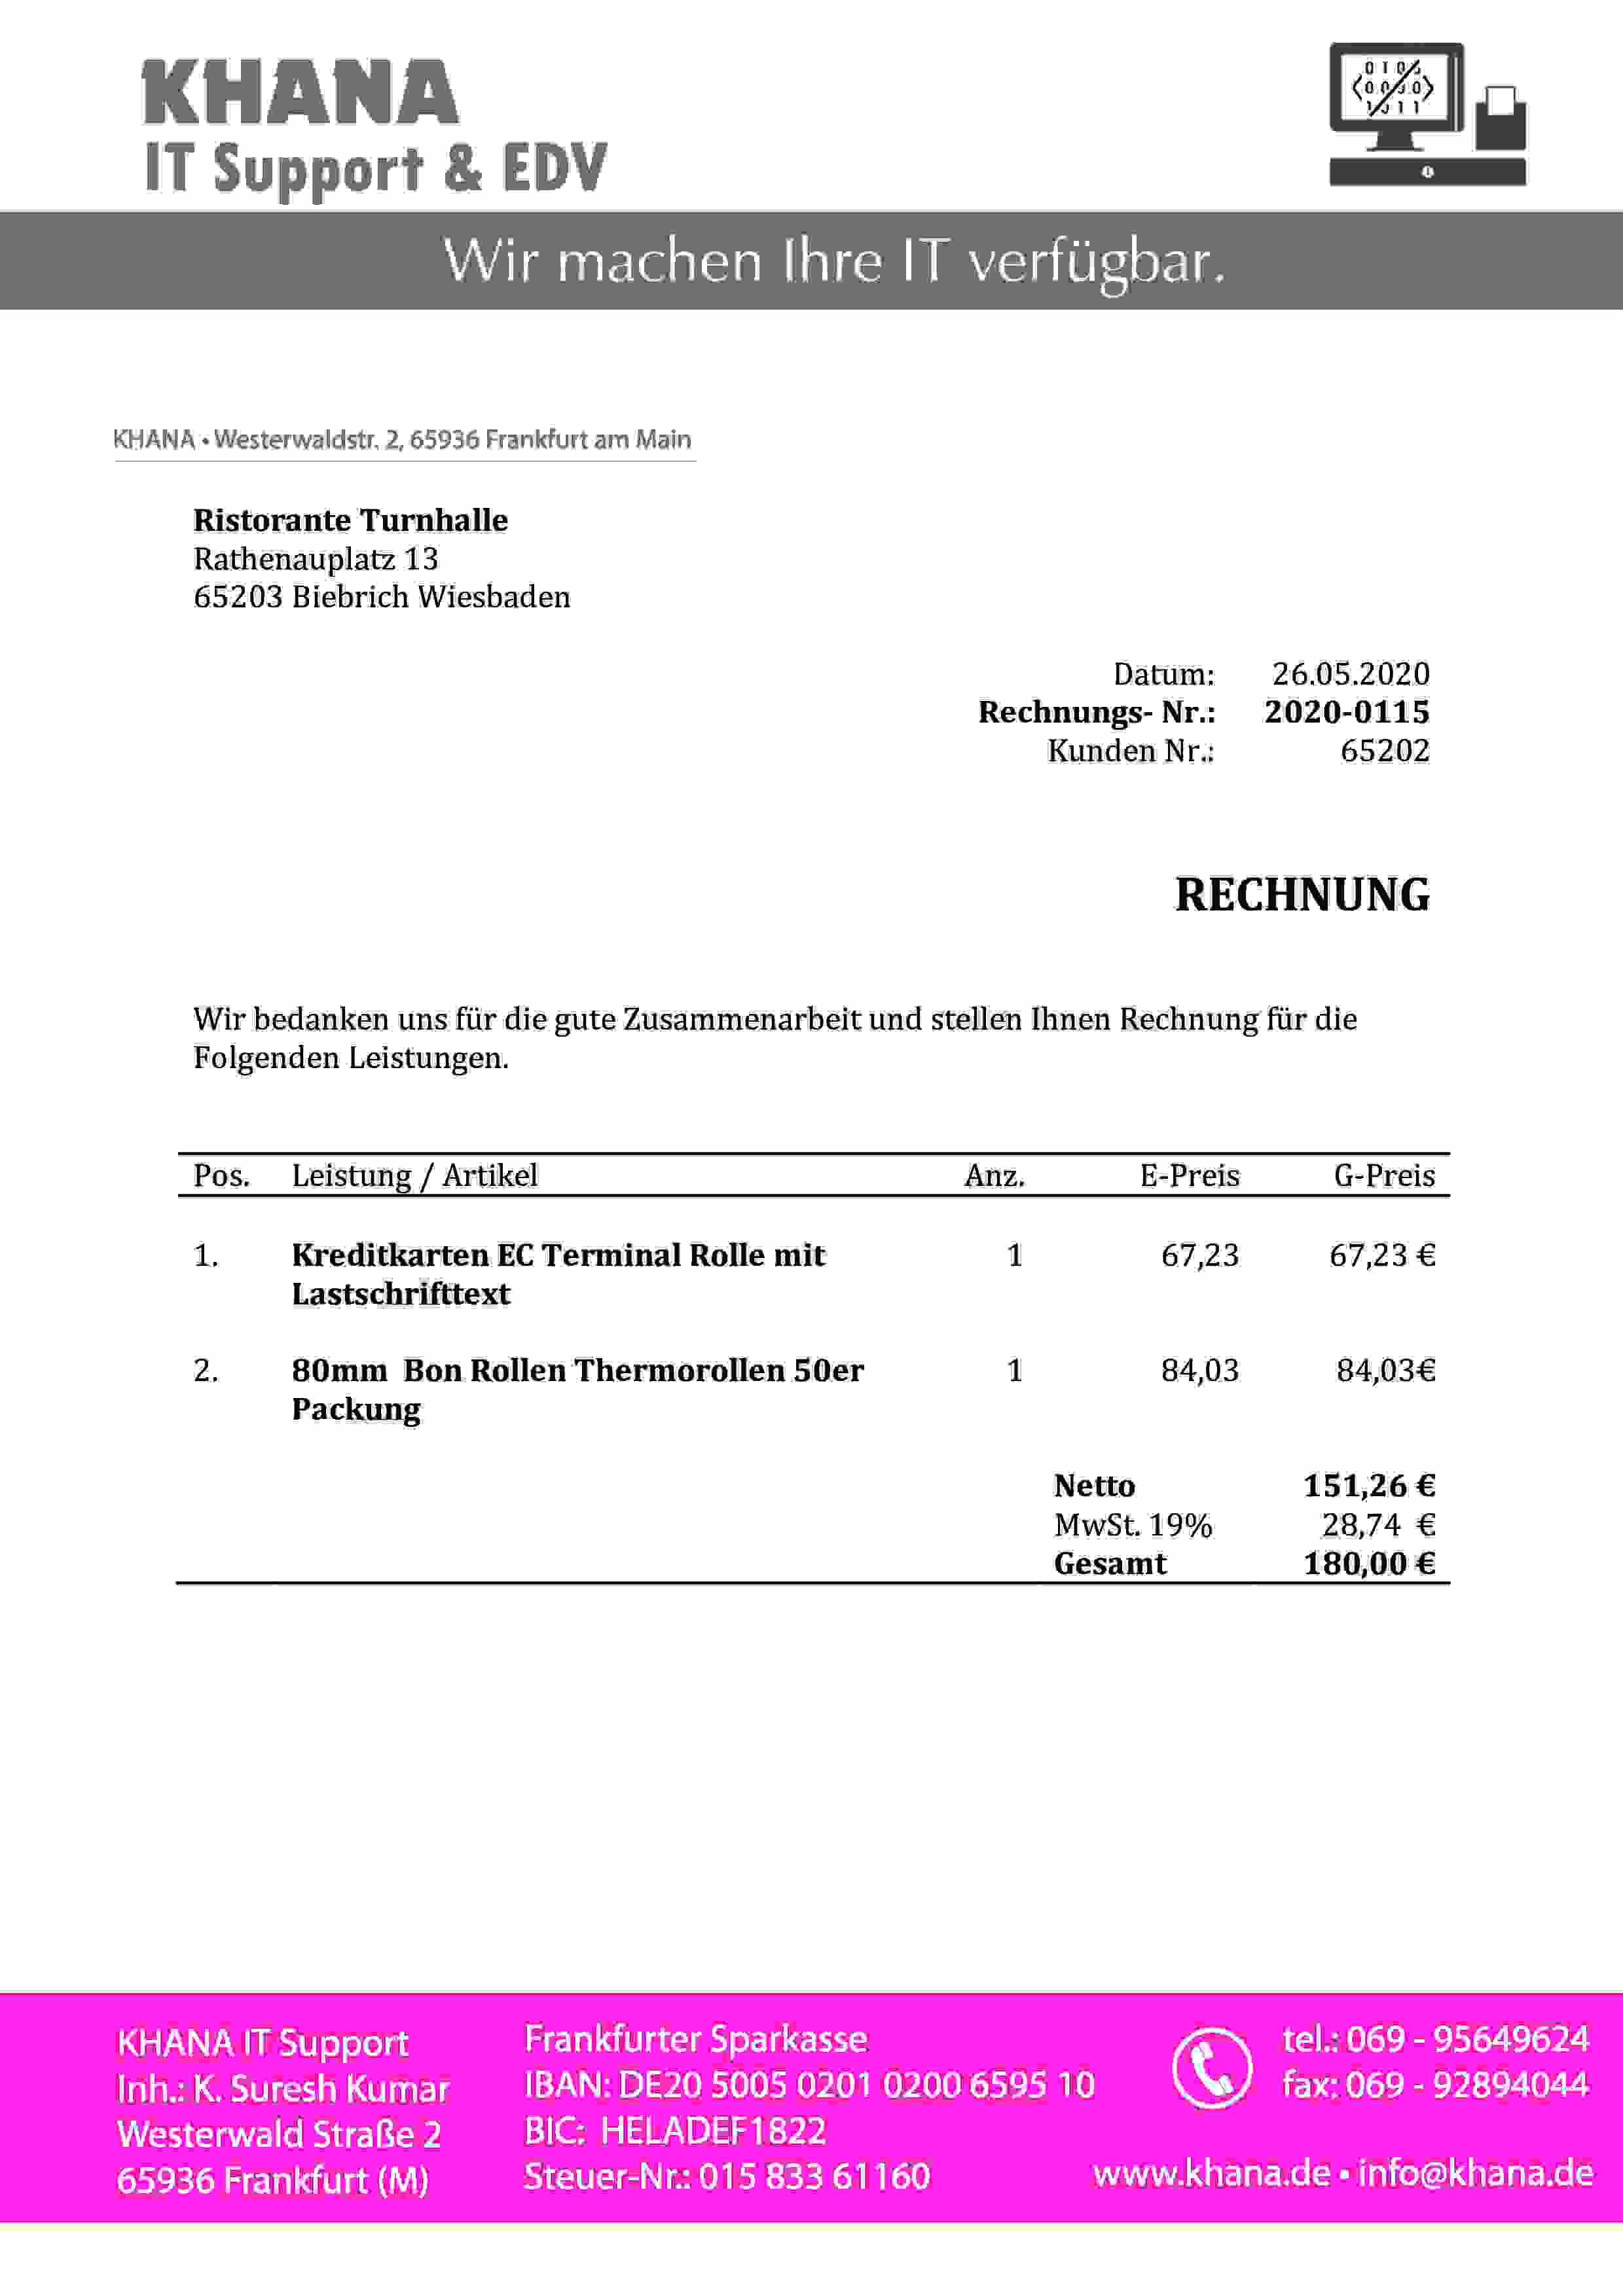 KHANA
IT Support & EDV
Wir machen Ihre IT verfügbar.
KHANA • Westerwaldstr. 2, 65936 Frankfurt am Main
Ristorante Turnhalle
Rathenauplatz 13
65203 Biebrich Wiesbaden
Datum: 26.05.2020
Rechnungs- Nr.: 2020-0115
Kunden Nr.: 65202
RECHNUNG
Wir bedanken uns für die gute Zusammenarbeit und stellen Ihnen Rechnung für die
Folgenden Leistungen.
Pos. Leistung / Artikel Anz. E-Preis G-Preis
1. Kreditkarten EC Terminal Rolle mit 1 67,23 67,23 €
Lastschrifttext
2. 80mm Bon Rollen Thermorollen 50er 1 84,03 84,03€
Packung
Netto 151,26 €
MwSt. 19% 28,74 €
Gesamt 180,00 €
KHANA IT Support
Inh.: K. Suresh Kumar
Westerwald Straße 2
65936 Frankfurt (M)
Frankfurter Sparkasse
IBAN: DE20 5005 0201 0200 6595 10
BIC: HELADEF1822
Steuer-Nr.: 015 833 61160
tel.: 069 - 95649624
fax: 069 - 92894044
www.khana.de • info@khana.de